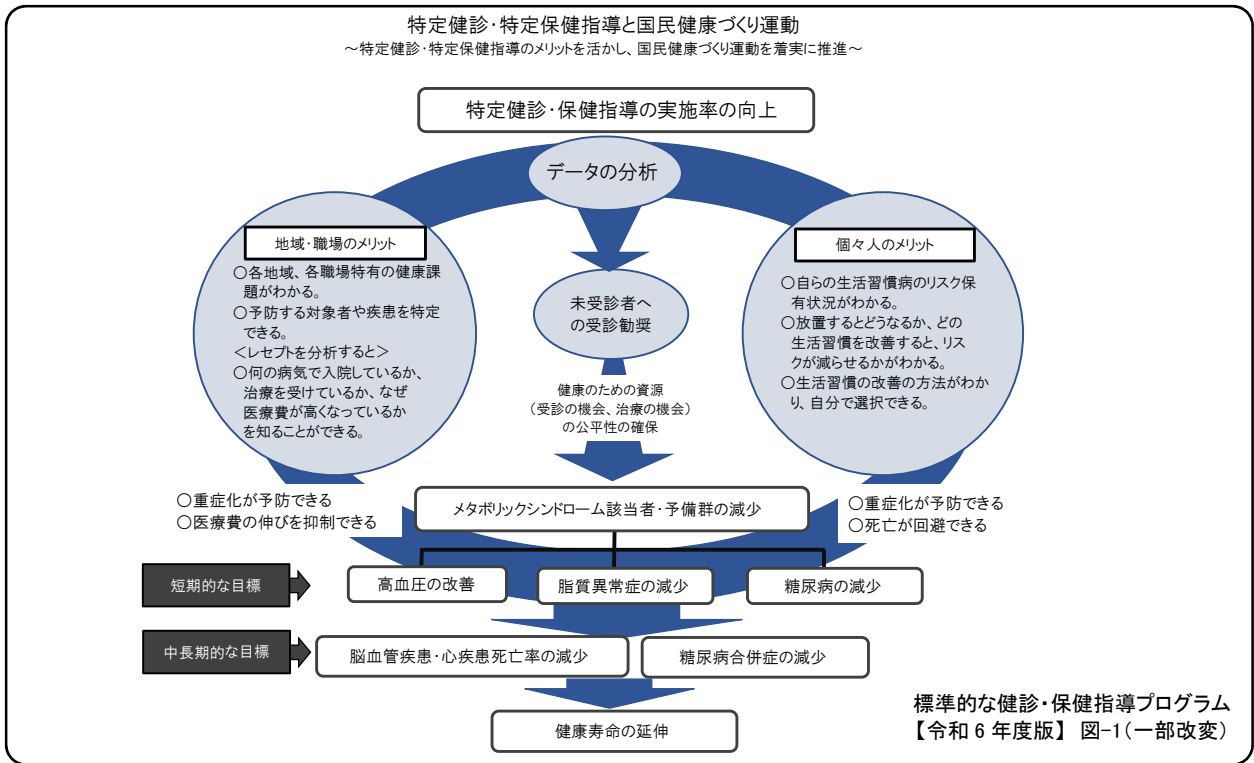 特定健診・特定保健指導と国民健康づくり運動
～特定健診・特定保健指導のメリットを活かし、国民健康づくり運動を着実に推進～
特定健診・保健指導の実施率の向上
データの分析
地域・職場のメリット
○各地域、各職場特有の健康課
題がわかる。
○予防する対象者や疾患を特定
できる。
＜レセプトを分析すると＞
○何の病気で入院しているか、
治療を受けているか、なぜ
医療費が高くなっているか
を知ることができる。
未受診者へ
の受診勧奨
健康のための資源
（受診の機会、治療の機会）
の公平性の確保
個々人のメリット
○自らの生活習慣病のリスク保
有状況がわかる。
○放置するとどうなるか、どの
生活習慣を改善すると、リス
クが減らせるかがわかる。
○生活習慣の改善の方法がわか
り、自分で選択できる。
○重症化が予防できる
○医療費の伸びを抑制できる
メタボリックシンドローム該当者・予備群の減少
○重症化が予防できる
○死亡が回避できる
短期的な目標
高血圧の改善
脂質異常症の減少
糖尿病の減少
中長期的な目標
脳血管疾患・心疾患死亡率の減少
糖尿病合併症の減少
健康寿命の延伸
標準的な健診・保健指導プログラム
【令和6年度版】 図-1（一部改変）